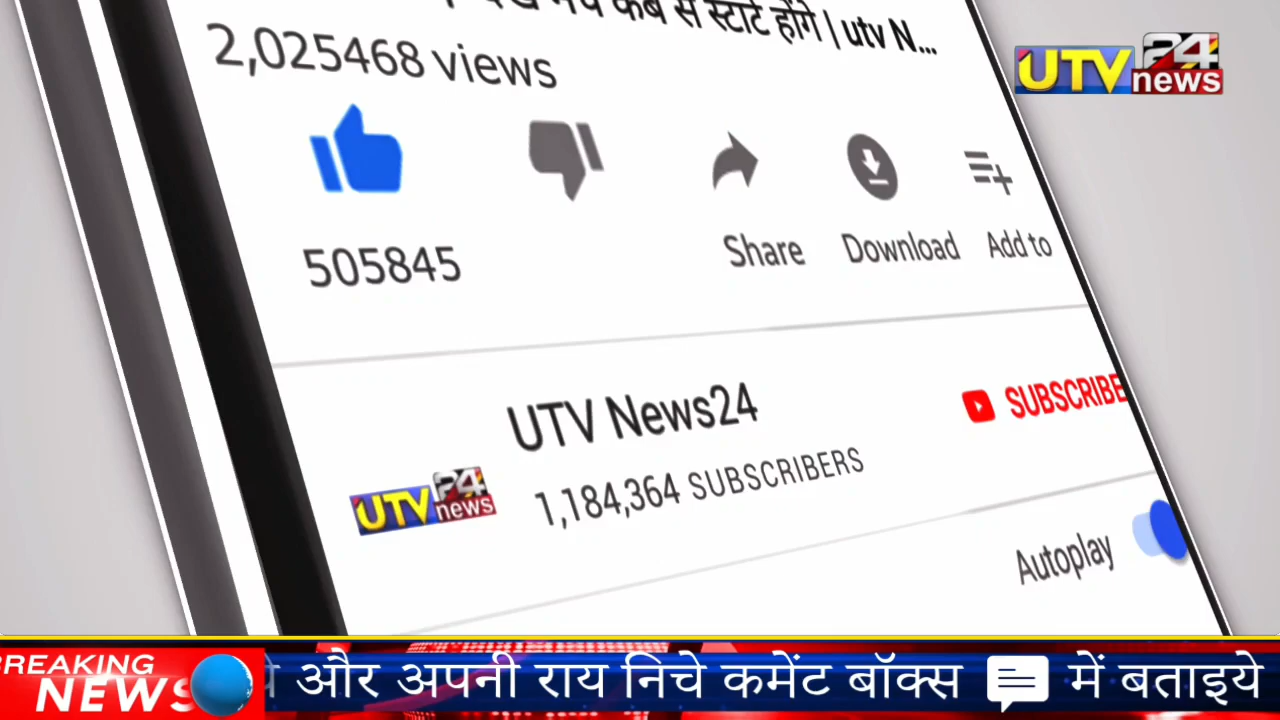 देखे मैच कब से स्टार्ट होंगे | utv N...
2,025468 views
UTV 24 news
505845
Share
Download
Add to
UTV News24
SUBSCRIBE
1,184,364 SUBSCRIBERS
UTV 24 news
Autoplay
BREAKING NEWS
और अपनी राय निचे कमेंट बॉक्स में बताइये